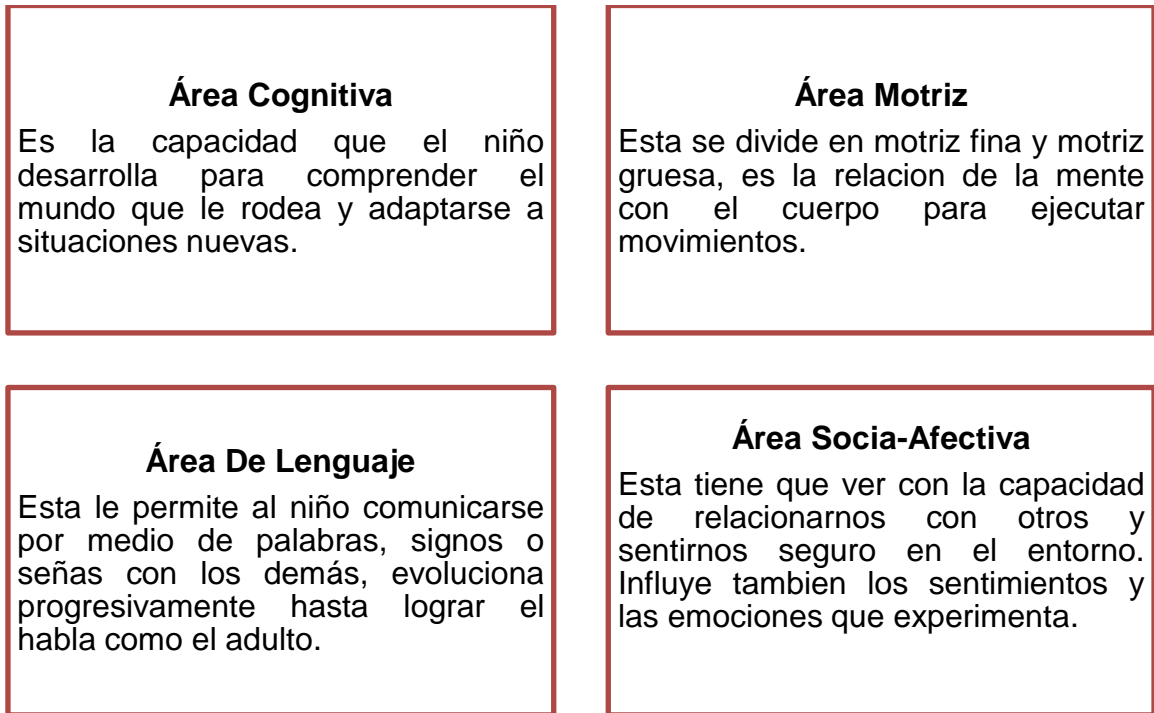 Área Cognitiva
Es la capacidad que el niño
desarrolla para comprender el
mundo que le rodea y adaptarse a
situaciones nuevas.
Área Motriz
Esta se divide en motriz fina y motriz
gruesa, es la relacion de la mente
con el cuerpo para ejecutar
movimientos.
Área De Lenguaje
Esta le permite al niño comunicarse
por medio de palabras, signos o
señas con los demás, evoluciona
progresivamente hasta lograr el
habla como el adulto.
Área Socia-Afectiva
Esta tiene que ver con la capacidad
de relacionarnos con otros y
sentirnos seguro en el entorno.
Influye tambien los sentimientos y
las emociones que experimenta.